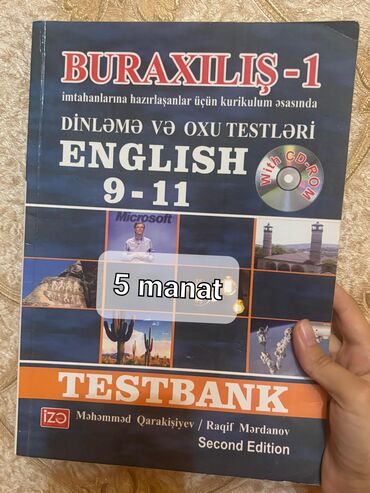 BURAXILIŞ-1
imtahanlarına hazırlaşanlar üçün kurikulum əsasında
DİNLƏMƏ VƏ OXU TESTLƏRİ
ENGLISH
9-11
With CD-ROM
Microsoft
5 manat
TESTBANK
İZƏ
Məhəmməd Qarakişiyev / Raqif Mərdanov
Second Edition